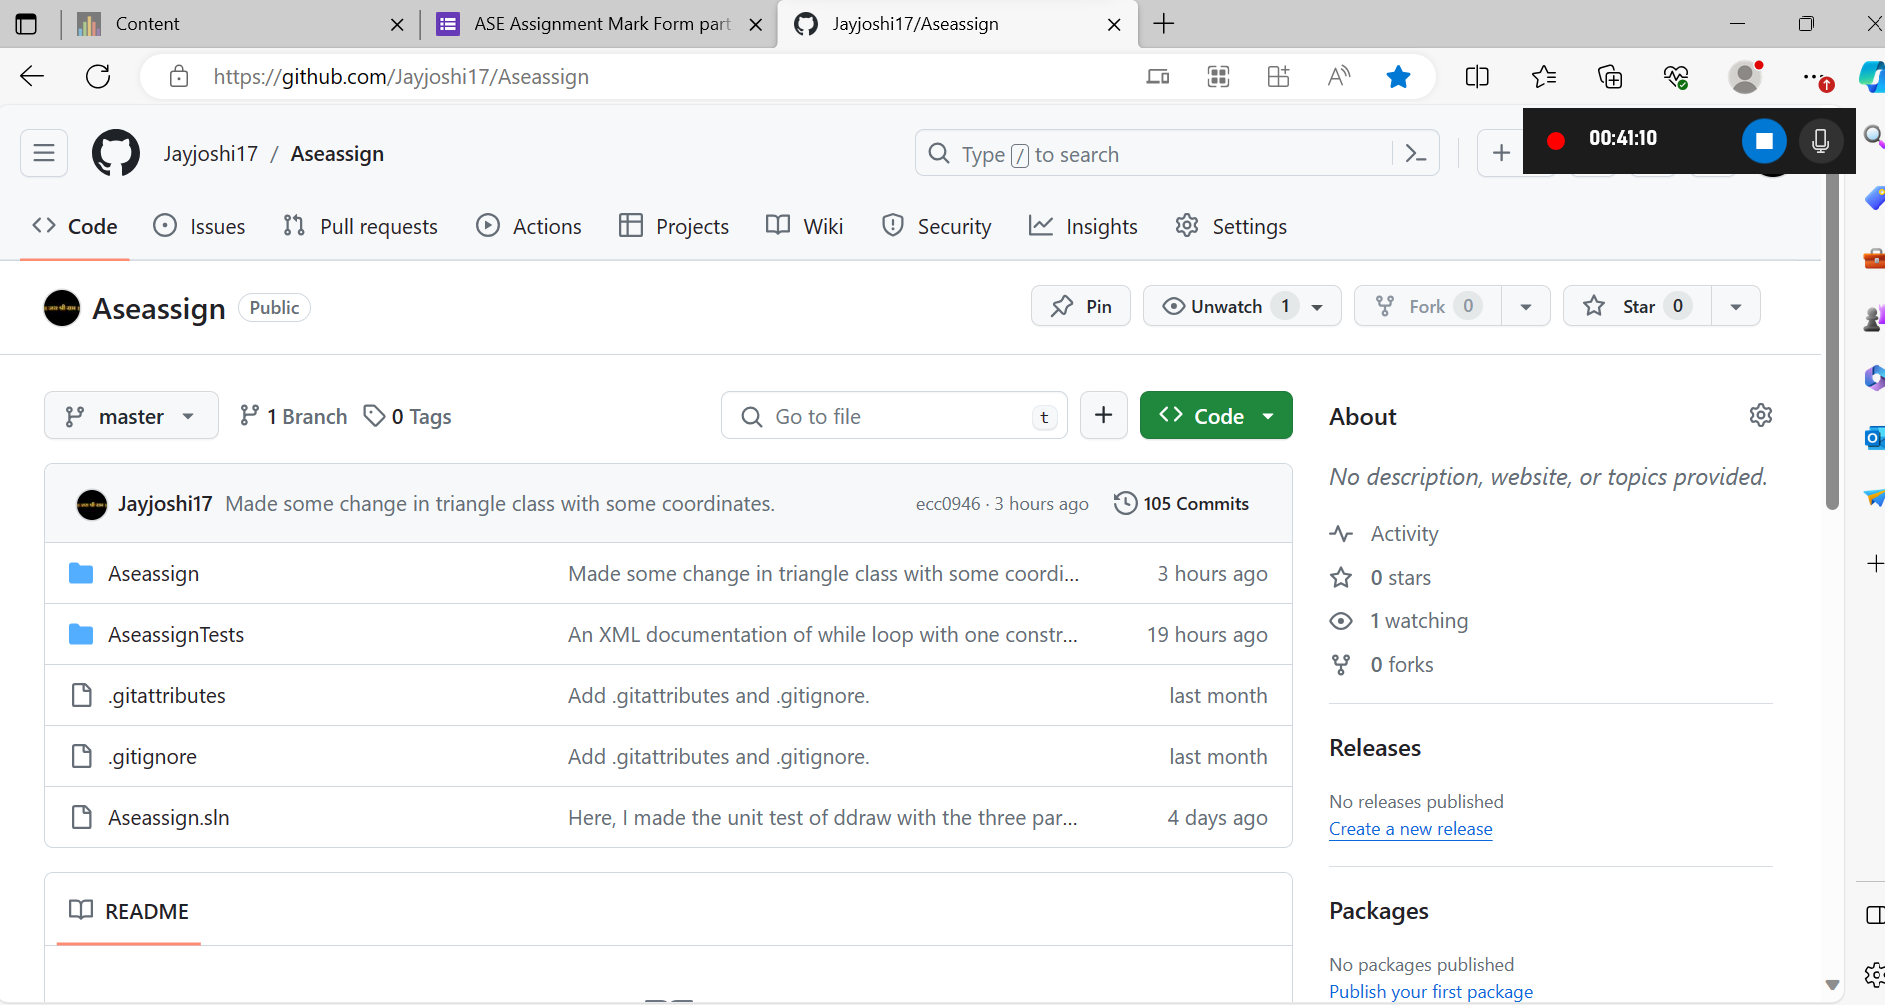 Content
ASE Assignment Mark Form part
Jayjoshi17/Aseassign
https://github.com/Jayjoshi17/Aseassign
Jayjoshi17 / Aseassign
Type / to search
00:41:10
Code
Issues
Pull requests
Actions
Projects
Wiki
Security
Insights
Settings
Aseassign Public
Pin
Unwatch 1
Fork 0
Star 0
master
1 Branch
0 Tags
Go to file t
Code
Jayjoshi17 Made some change in triangle class with some coordinates. ecc0946 · 3 hours ago 105 Commits
Aseassign Made some change in triangle class with some coordi... 3 hours ago
AseassignTests An XML documentation of while loop with one constr... 19 hours ago
.gitattributes Add .gitattributes and .gitignore. last month
.gitignore Add .gitattributes and .gitignore. last month
Aseassign.sln Here, I made the unit test of ddraw with the three par... 4 days ago
README
About
No description, website, or topics provided.
Activity
0 stars
1 watching
0 forks
Releases
No releases published
Create a new release
Packages
No packages published
Publish your first package